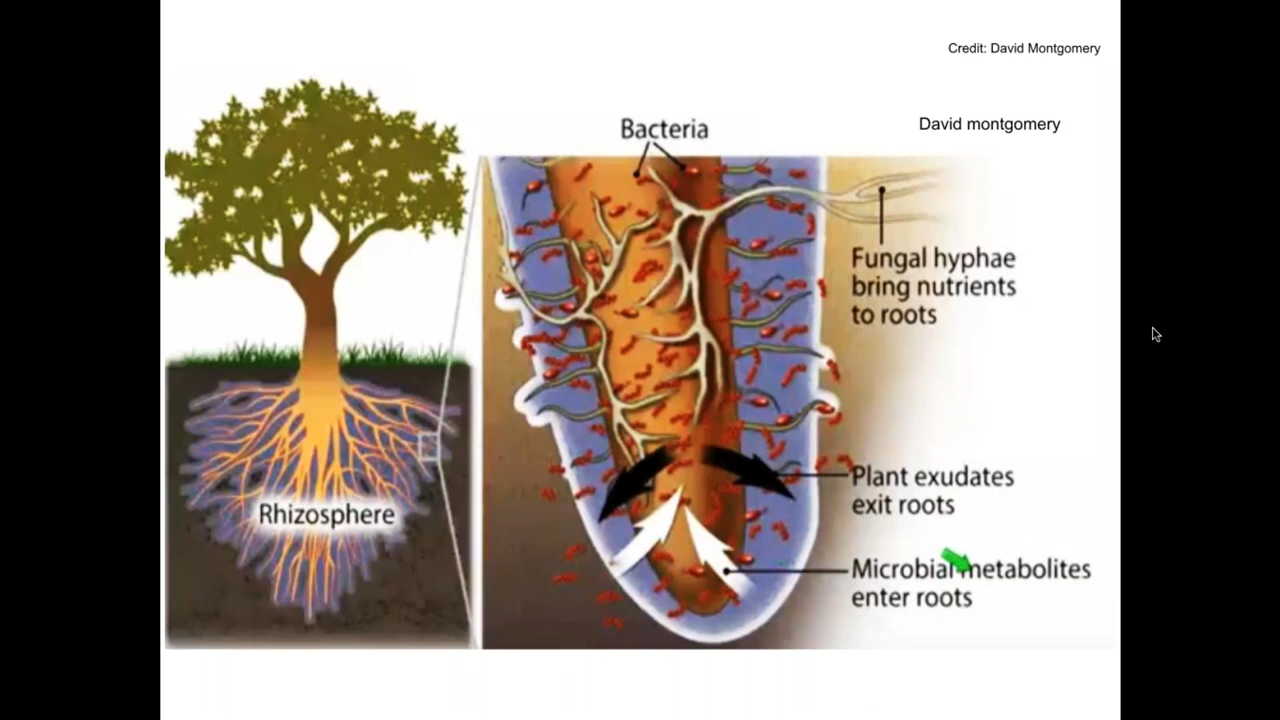 Credit: David Montgomery
David montgomery
Bacteria
Fungal hyphae
bring nutrients
to roots
Rhizosphere
Plant exudates
exit roots
Microbial metabolites
enter roots